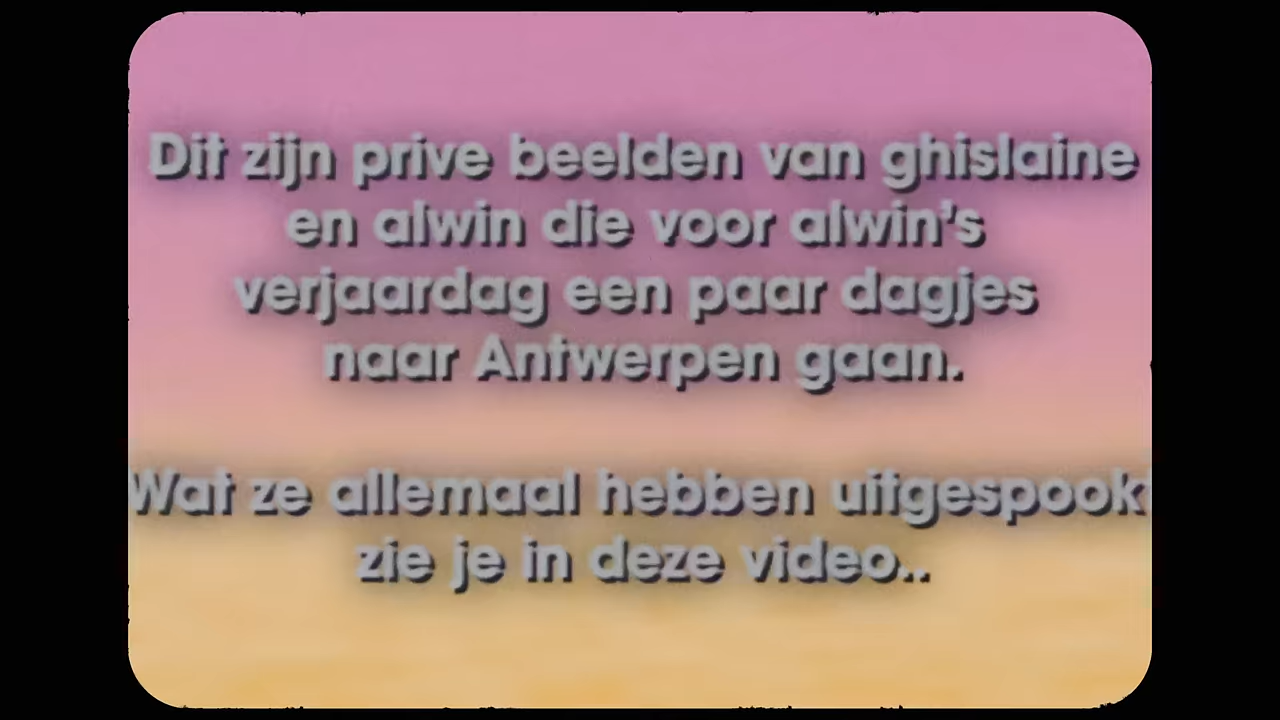 Dit zijn prive beelden van ghislaine
en alwin die voor alwin's
verjaardag een paar dagjes
naar Antwerpen gaan.
Wat ze allemaal hebben uitgespookt
zie je in deze video..